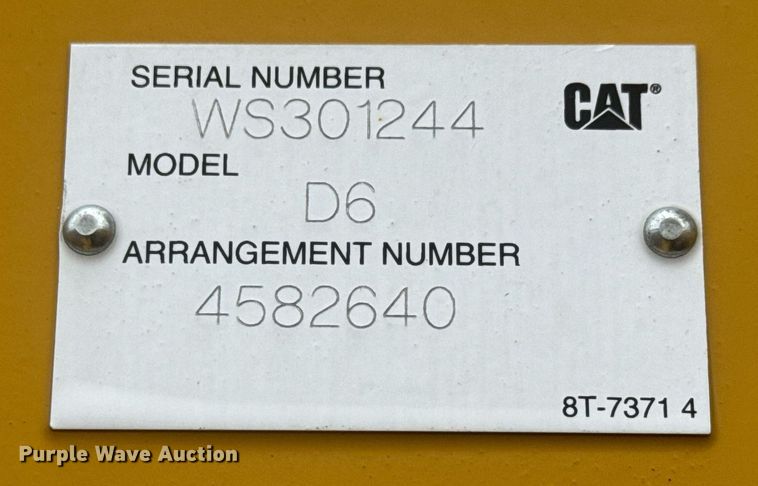 SERIAL NUMBER
WS301244
CAT®
MODEL
D6
ARRANGEMENT NUMBER
4582640
8T-7371 4
Purple Wave Auction